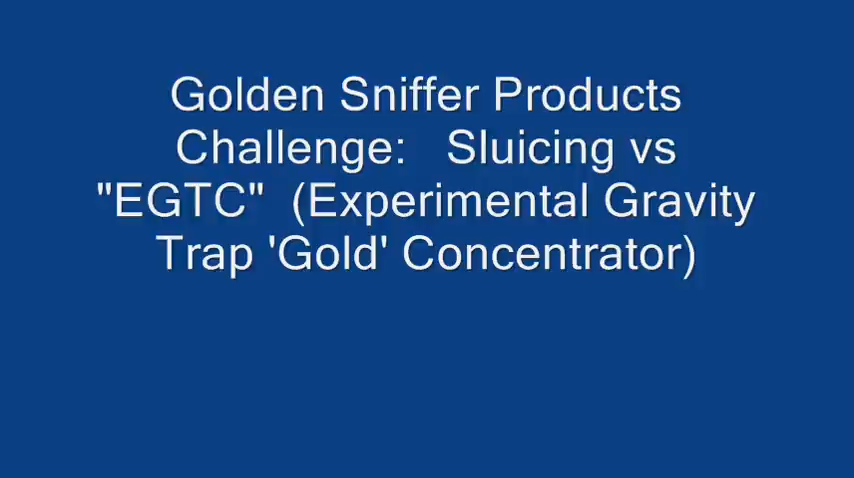 Golden Sniffer Products
Challenge:   Sluicing vs
"EGTC"  (Experimental Gravity
Trap 'Gold' Concentrator)